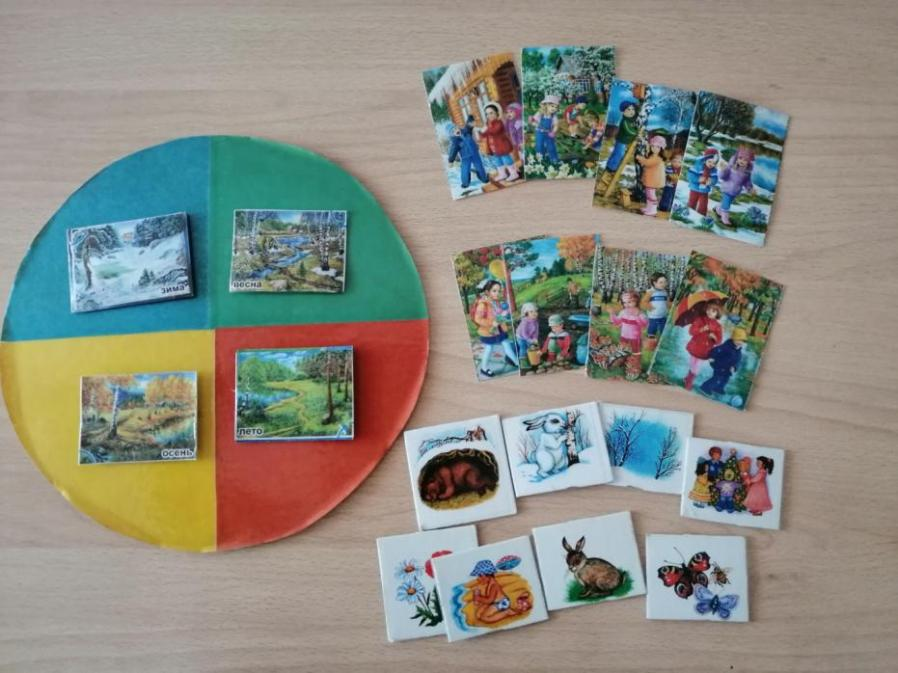 зима
весна
осень
лето